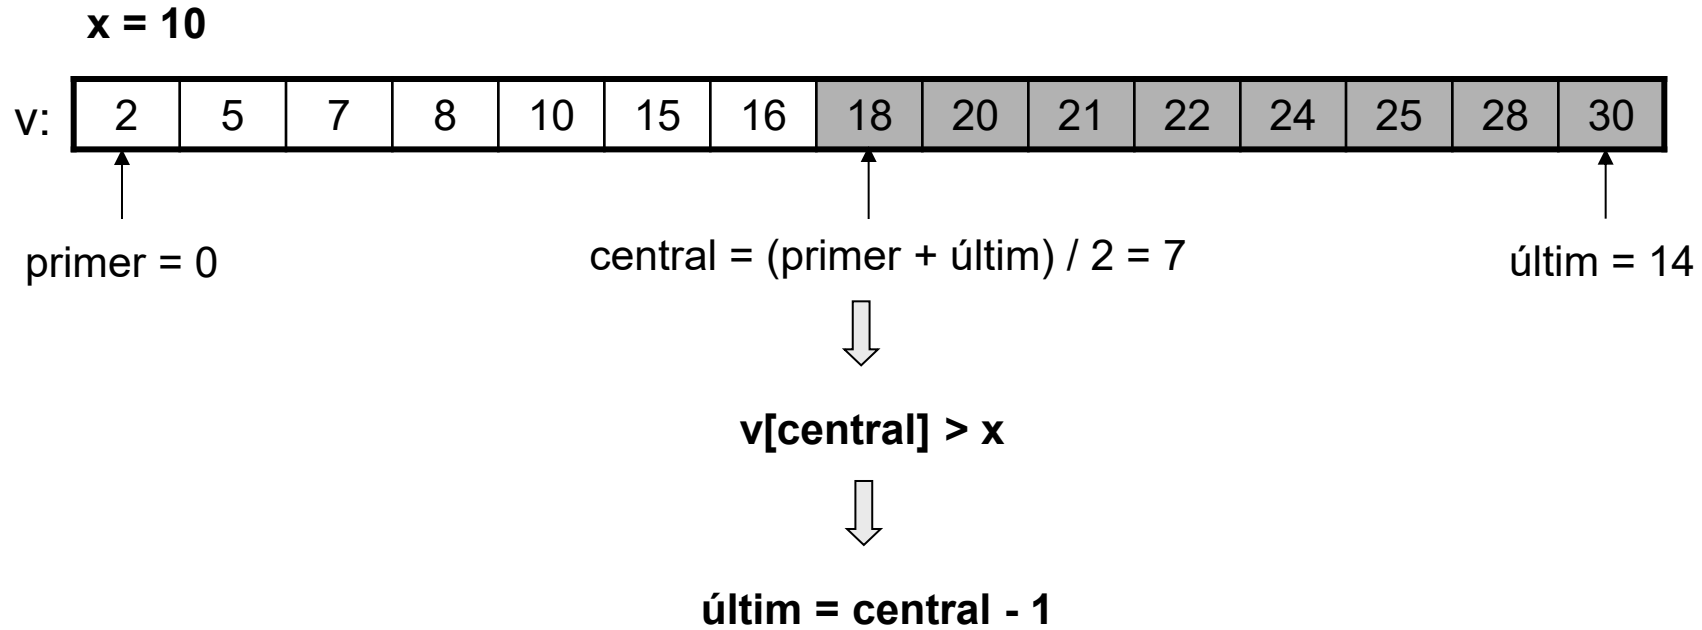 x = 10
v: 2 5 7 8 10 15 16 18 20 21 22 24 25 28 30
primer = 0 central = (primer + últim) / 2 = 7 últim = 14
v[central] > x
últim = central - 1